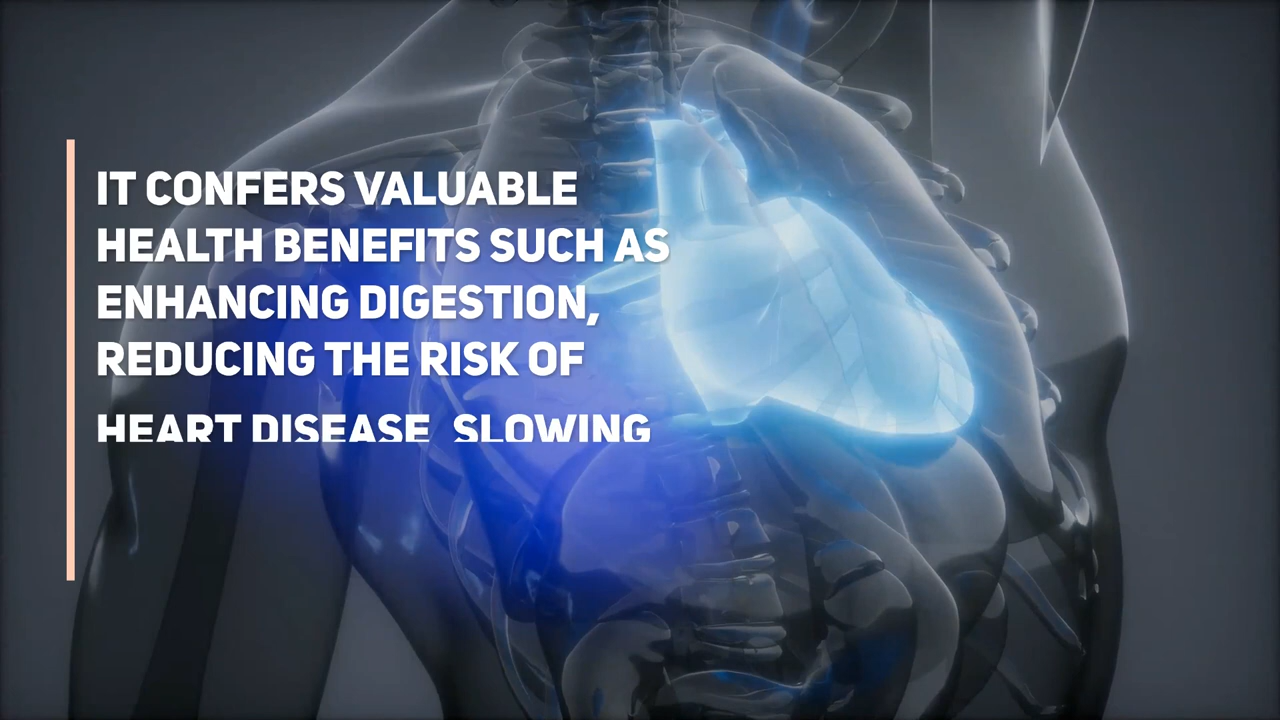 IT CONFERS VALUABLE
HEALTH BENEFITS SUCH AS
ENHANCING DIGESTION,
REDUCING THE RISK OF
HEART DISEASE, SLOWING